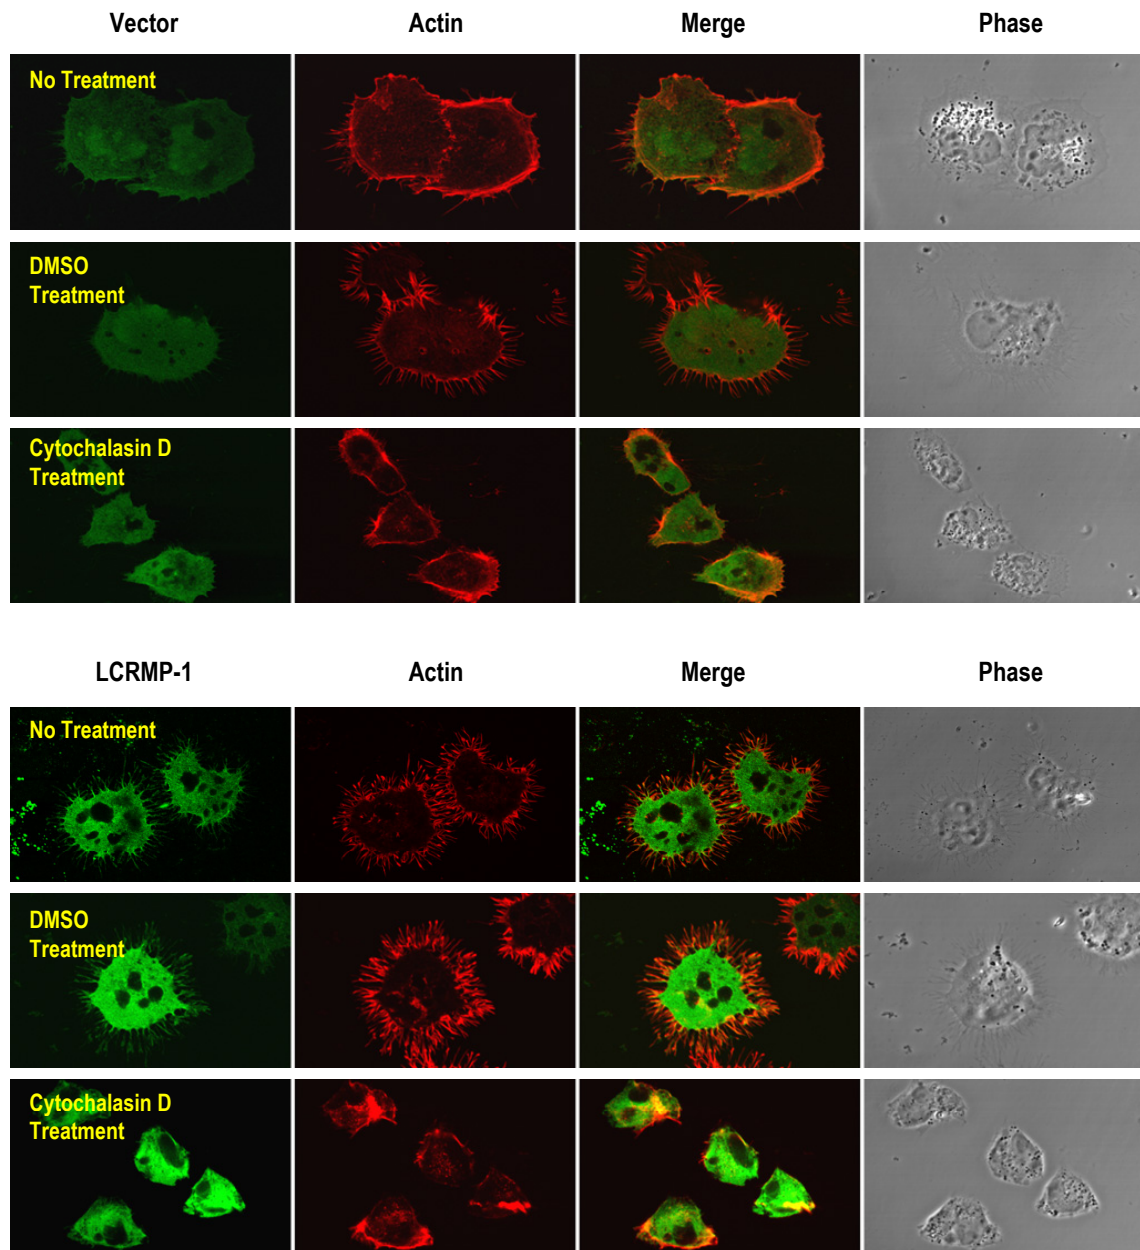 Vector Actin Merge Phase
No Treatment
DMSO
Treatment
Cytochalasin D
Treatment
LCRMP-1 Actin Merge Phase
No Treatment
DMSO
Treatment
Cytochalasin D
Treatment